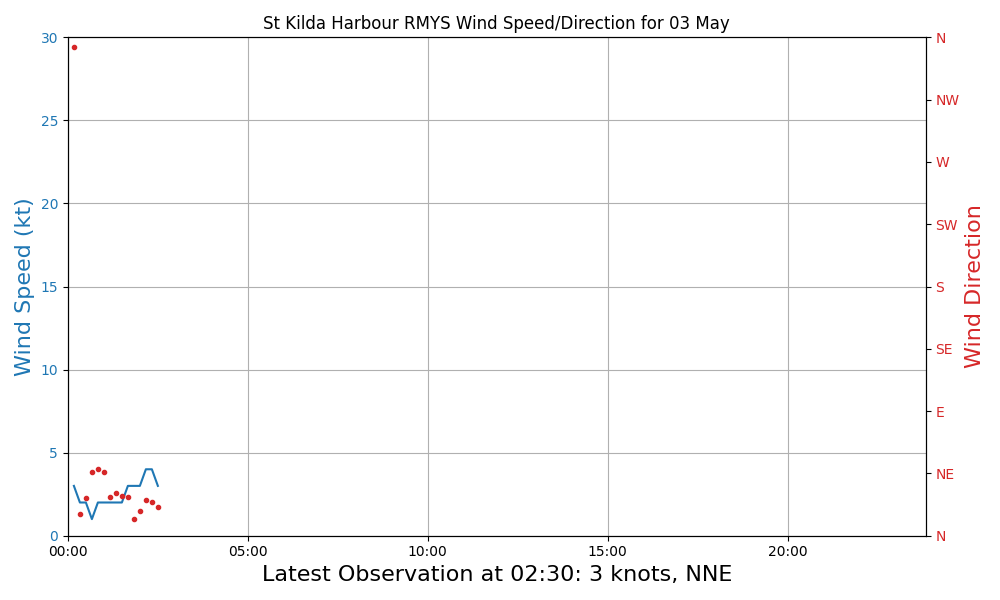 St Kilda Harbour RMYS Wind Speed/Direction for 03 May
30
25
20
15
10
5
0
Wind Speed (kt)
N
NW
W
SW
S
SE
E
NE
N
Wind Direction
00:00 05:00 10:00 15:00 20:00
Latest Observation at 02:30: 3 knots, NNE